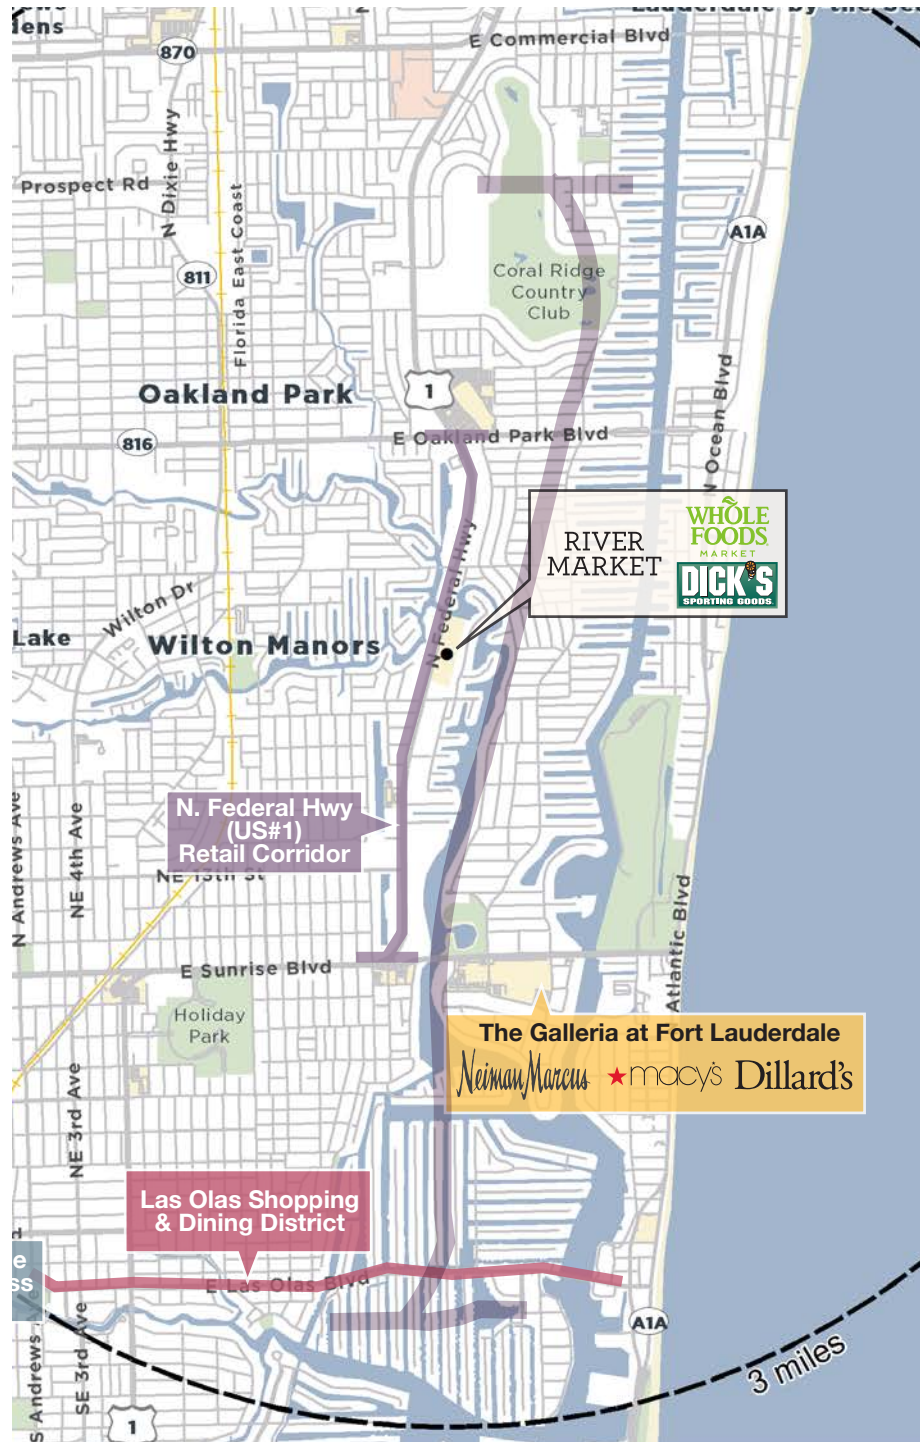 E Commercial Blvd
870
N Dixie Hwy
Prospect Rd
Florida East Coast
A1A
811
Coral Ridge
Country
Club
N Ocean Blvd
Oakland Park
1
816
E Oakland Park Blvd
N Federal Hwy
RIVER
MARKET
WHOLE
FOODS
MARKET
DICK'S
SPORTING GOODS
Wilton Dr
Lake
Wilton Manors
N. Federal Hwy
(US#1)
Retail Corridor
N Andrews Ave
NE 4th Ave
NE 13th St
Atlantic Blvd
E Sunrise Blvd
Holiday
Park
The Galleria at Fort Lauderdale
Neiman Marcus
macy's
Dillard's
NE 3rd Ave
Las Olas Shopping
& Dining District
E Las Olas Blvd
S Andrews
SE 3rd Ave
A1A
3 miles
1